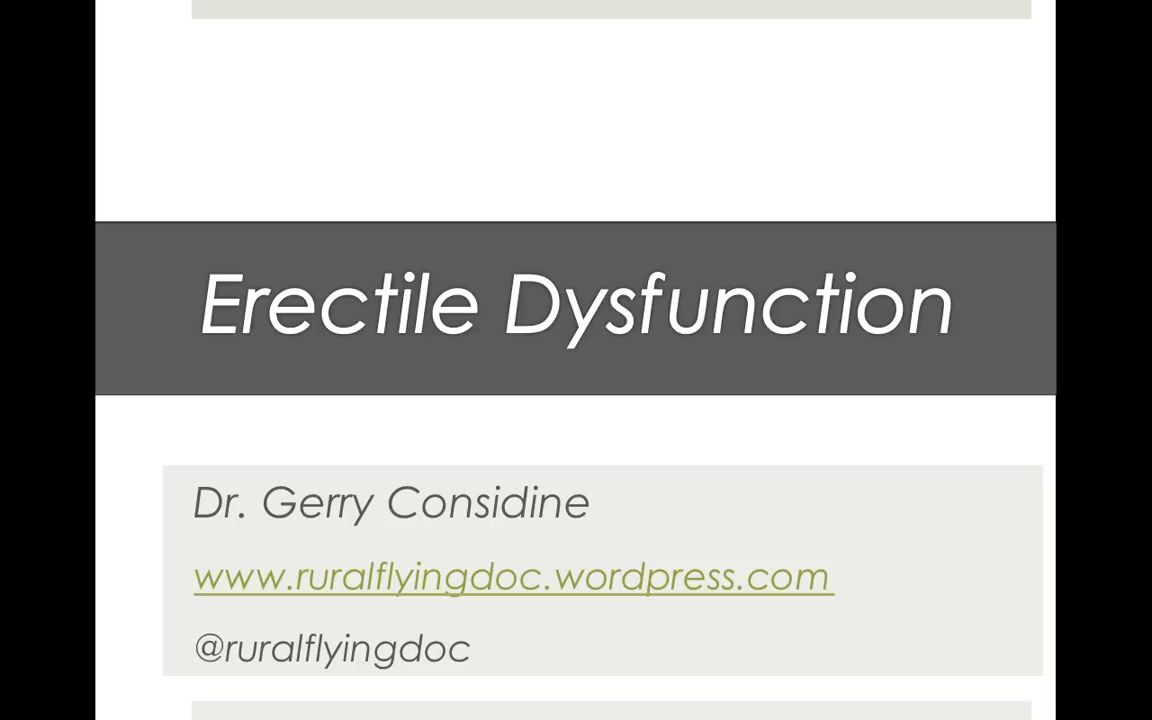 Erectile Dysfunction
Dr. Gerry Considine
www.ruralflyingdoc.wordpress.com
@ruralflyingdoc